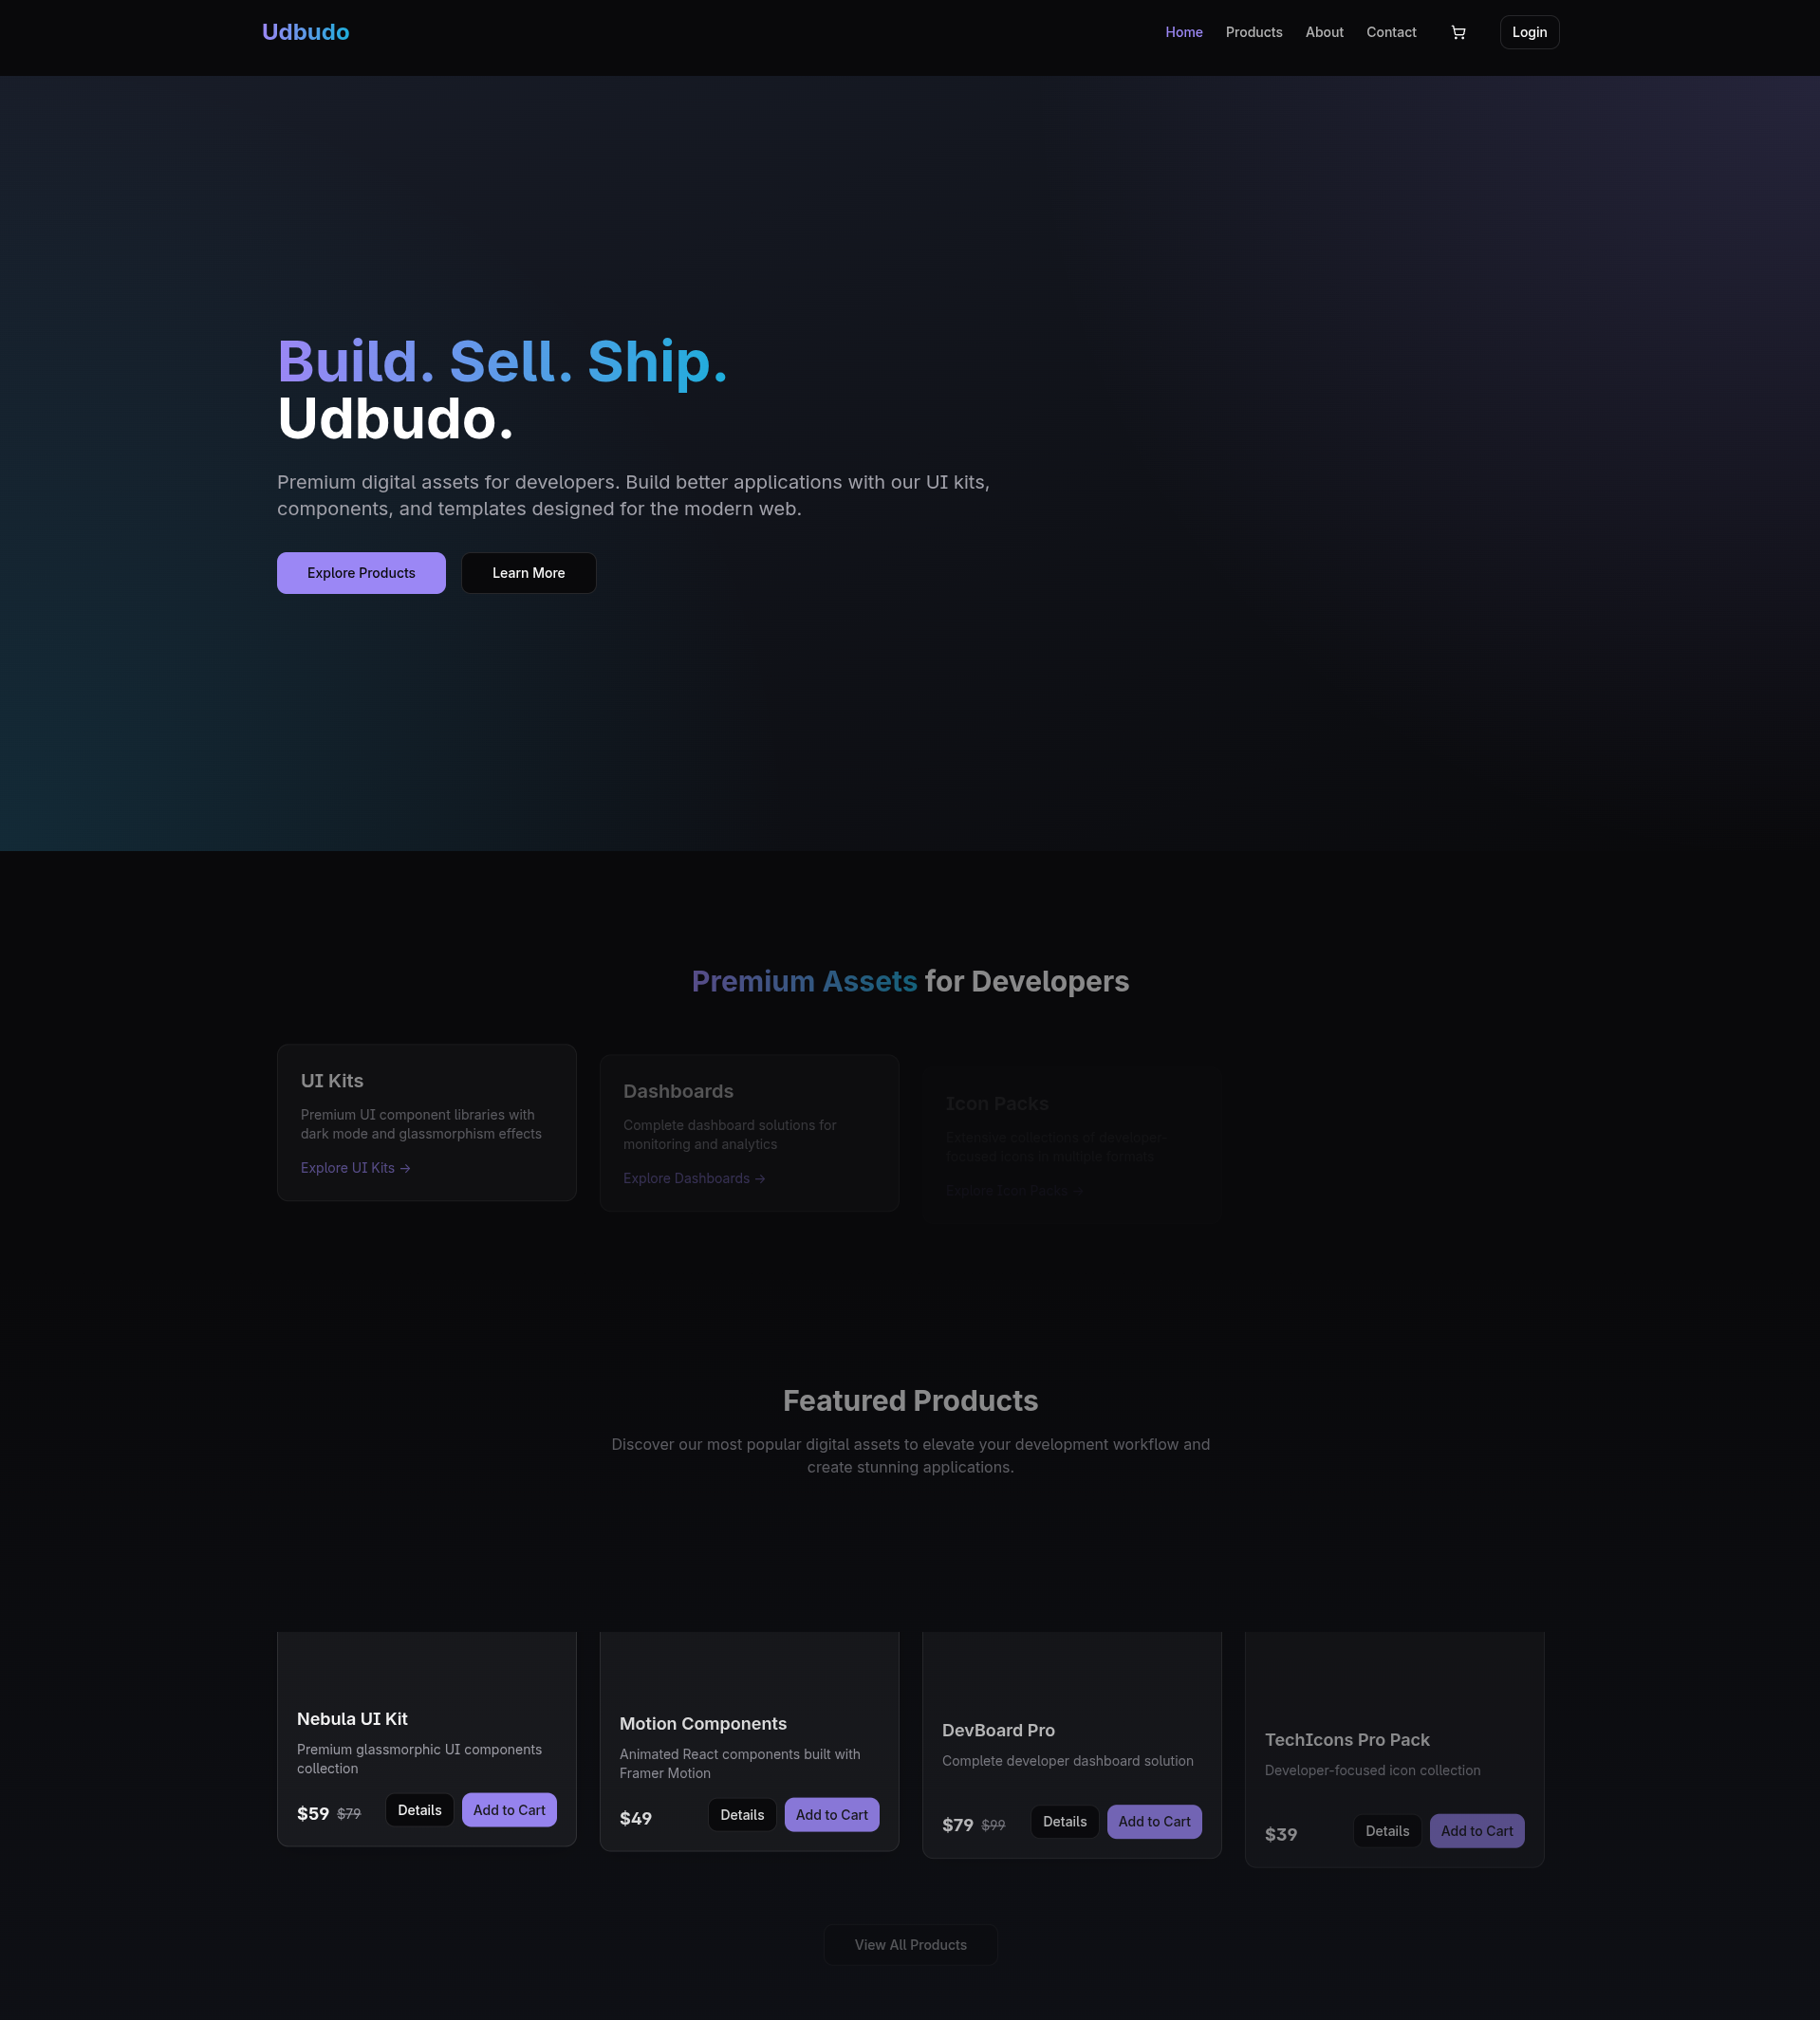 Udbudo
Home Products About Contact Login
Build. Sell. Ship.
Udbudo.
Premium digital assets for developers. Build better applications with our UI kits,
components, and templates designed for the modern web.
Explore Products Learn More
Premium Assets for Developers
UI Kits
Premium UI component libraries with
dark mode and glassmorphism effects
Explore UI Kits →
Dashboards
Complete dashboard solutions for
monitoring and analytics
Explore Dashboards →
Icon Packs
Extensive collections of developer-
focused icons in multiple formats
Explore Icon Packs →
Featured Products
Discover our most popular digital assets to elevate your development workflow and
create stunning applications.
Nebula UI Kit
Premium glassmorphic UI components
collection
$59 $79 Details Add to Cart
Motion Components
Animated React components built with
Framer Motion
$49 Details Add to Cart
DevBoard Pro
Complete developer dashboard solution
$79 $99 Details Add to Cart
TechIcons Pro Pack
Developer-focused icon collection
$39 Details Add to Cart
View All Products